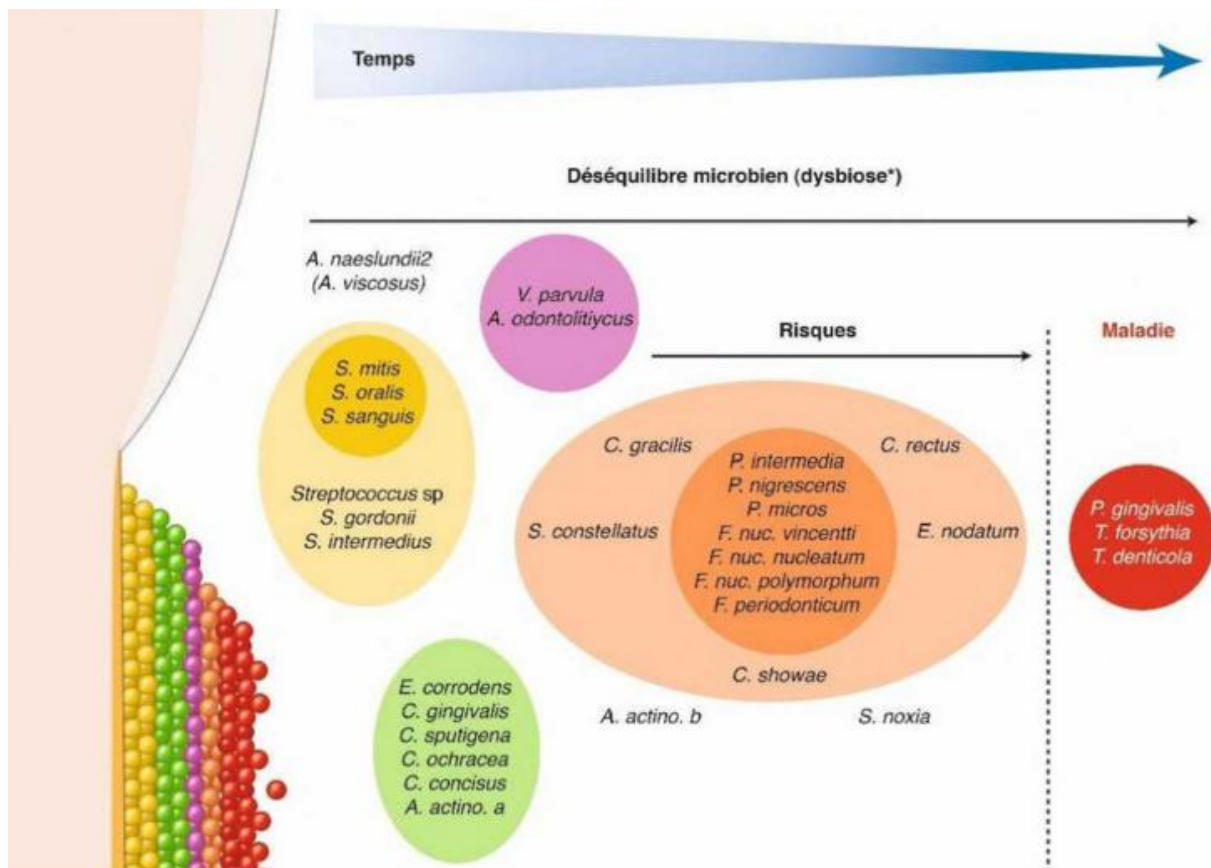 Temps
Déséquilibre microbien (dysbiose*)
A. naeslundii2
(A. viscosus)
V. parvula
A. odontolitiycus
Risques
Maladie
S. mitis
S. oralis
S. sanguis
Streptococcus sp
S. gordonii
S. intermedius
C. gracilis
C. rectus
P. intermedia
P. nigrescens
P. micros
F. nuc. vincentti
F. nuc. nucleatum
F. nuc. polymorphum
F. periodonticum
S. constellatus
E. nodatum
C. showae
P. gingivalis
T. forsythia
T. denticola
E. corrodens
C. gingivalis
C. sputigena
C. ochracea
C. concisus
A. actino. a
A. actino. b
S. noxia